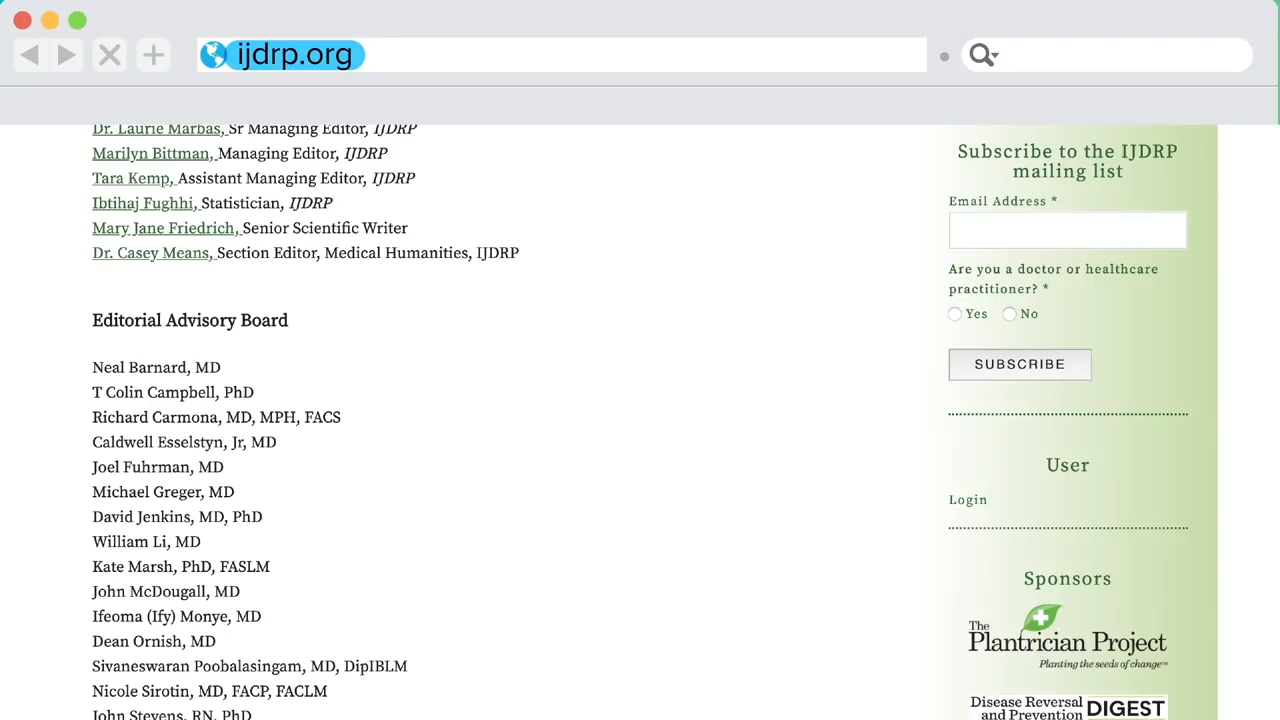 ijdrp.org
Dr. Laurie Marbas, Sr Managing Editor, IJDRP
Marilyn Bittman, Managing Editor, IJDRP
Tara Kemp, Assistant Managing Editor, IJDRP
Ibtihaj Fughhi, Statistician, IJDRP
Mary Jane Friedrich, Senior Scientific Writer
Dr. Casey Means, Section Editor, Medical Humanities, IJDRP
Editorial Advisory Board
Neal Barnard, MD
T Colin Campbell, PhD
Richard Carmona, MD, MPH, FACS
Caldwell Esselstyn, Jr, MD
Joel Fuhrman, MD
Michael Greger, MD
David Jenkins, MD, PhD
William Li, MD
Kate Marsh, PhD, FASLM
John McDougall, MD
Ifeoma (Ify) Monye, MD
Dean Ornish, MD
Sivaneswaran Poobalasingam, MD, DipIBLM
Nicole Sirotin, MD, FACP, FACLM
John Stevens, RN, PhD
Subscribe to the IJDRP
mailing list
Email Address *
Are you a doctor or healthcare
practitioner? *
Yes No
SUBSCRIBE
User
Login
Sponsors
The
Plantrician Project
Planting the seeds of change™
Disease Reversal
and Prevention DIGEST